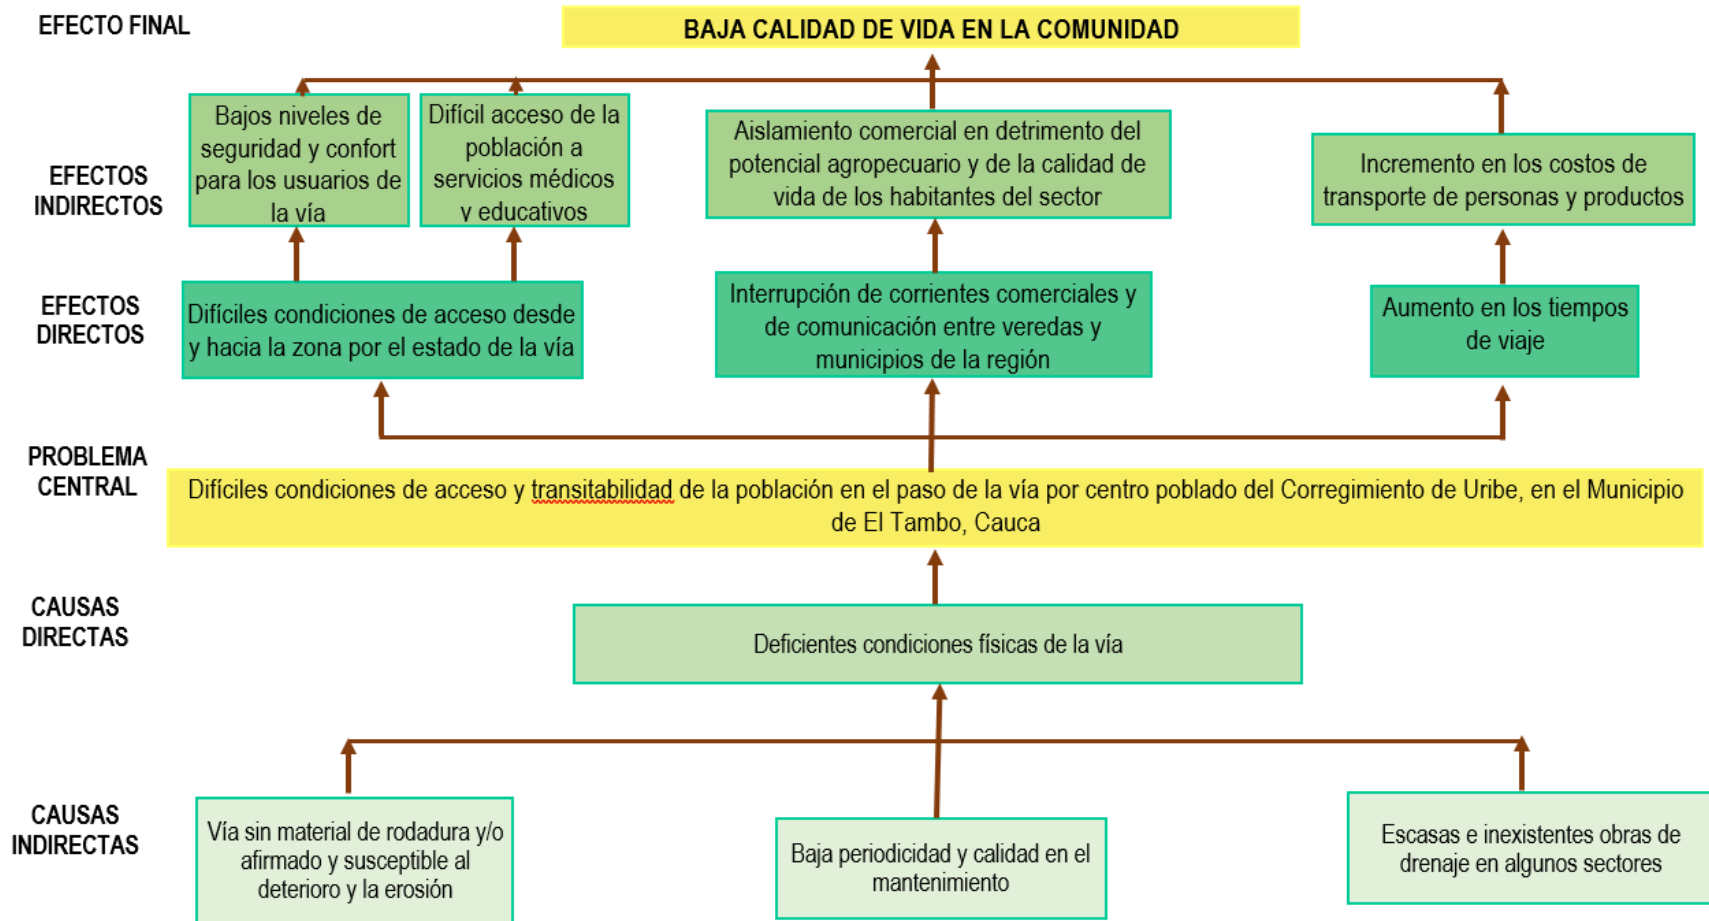 EFECTO FINAL
BAJA CALIDAD DE VIDA EN LA COMUNIDAD
EFECTOS
INDIRECTOS
Bajos niveles de
seguridad y confort
para los usuarios de
la vía
Difícil acceso de la
población a
servicios médicos
y educativos
Aislamiento comercial en detrimento del
potencial agropecuario y de la calidad de
vida de los habitantes del sector
Incremento en los costos de
transporte de personas y productos
EFECTOS
DIRECTOS
Difíciles condiciones de acceso desde
y hacia la zona por el estado de la vía
Interrupción de corrientes comerciales y
de comunicación entre veredas y
municipios de la región
Aumento en los tiempos
de viaje
PROBLEMA
CENTRAL
Difíciles condiciones de acceso y transitabilidad de la población en el paso de la vía por centro poblado del Corregimiento de Uribe, en el Municipio
de El Tambo, Cauca
CAUSAS
DIRECTAS
Deficientes condiciones físicas de la vía
CAUSAS
INDIRECTAS
Vía sin material de rodadura y/o
afirmado y susceptible al
deterioro y la erosión
Baja periodicidad y calidad en el
mantenimiento
Escasas e inexistentes obras de
drenaje en algunos sectores